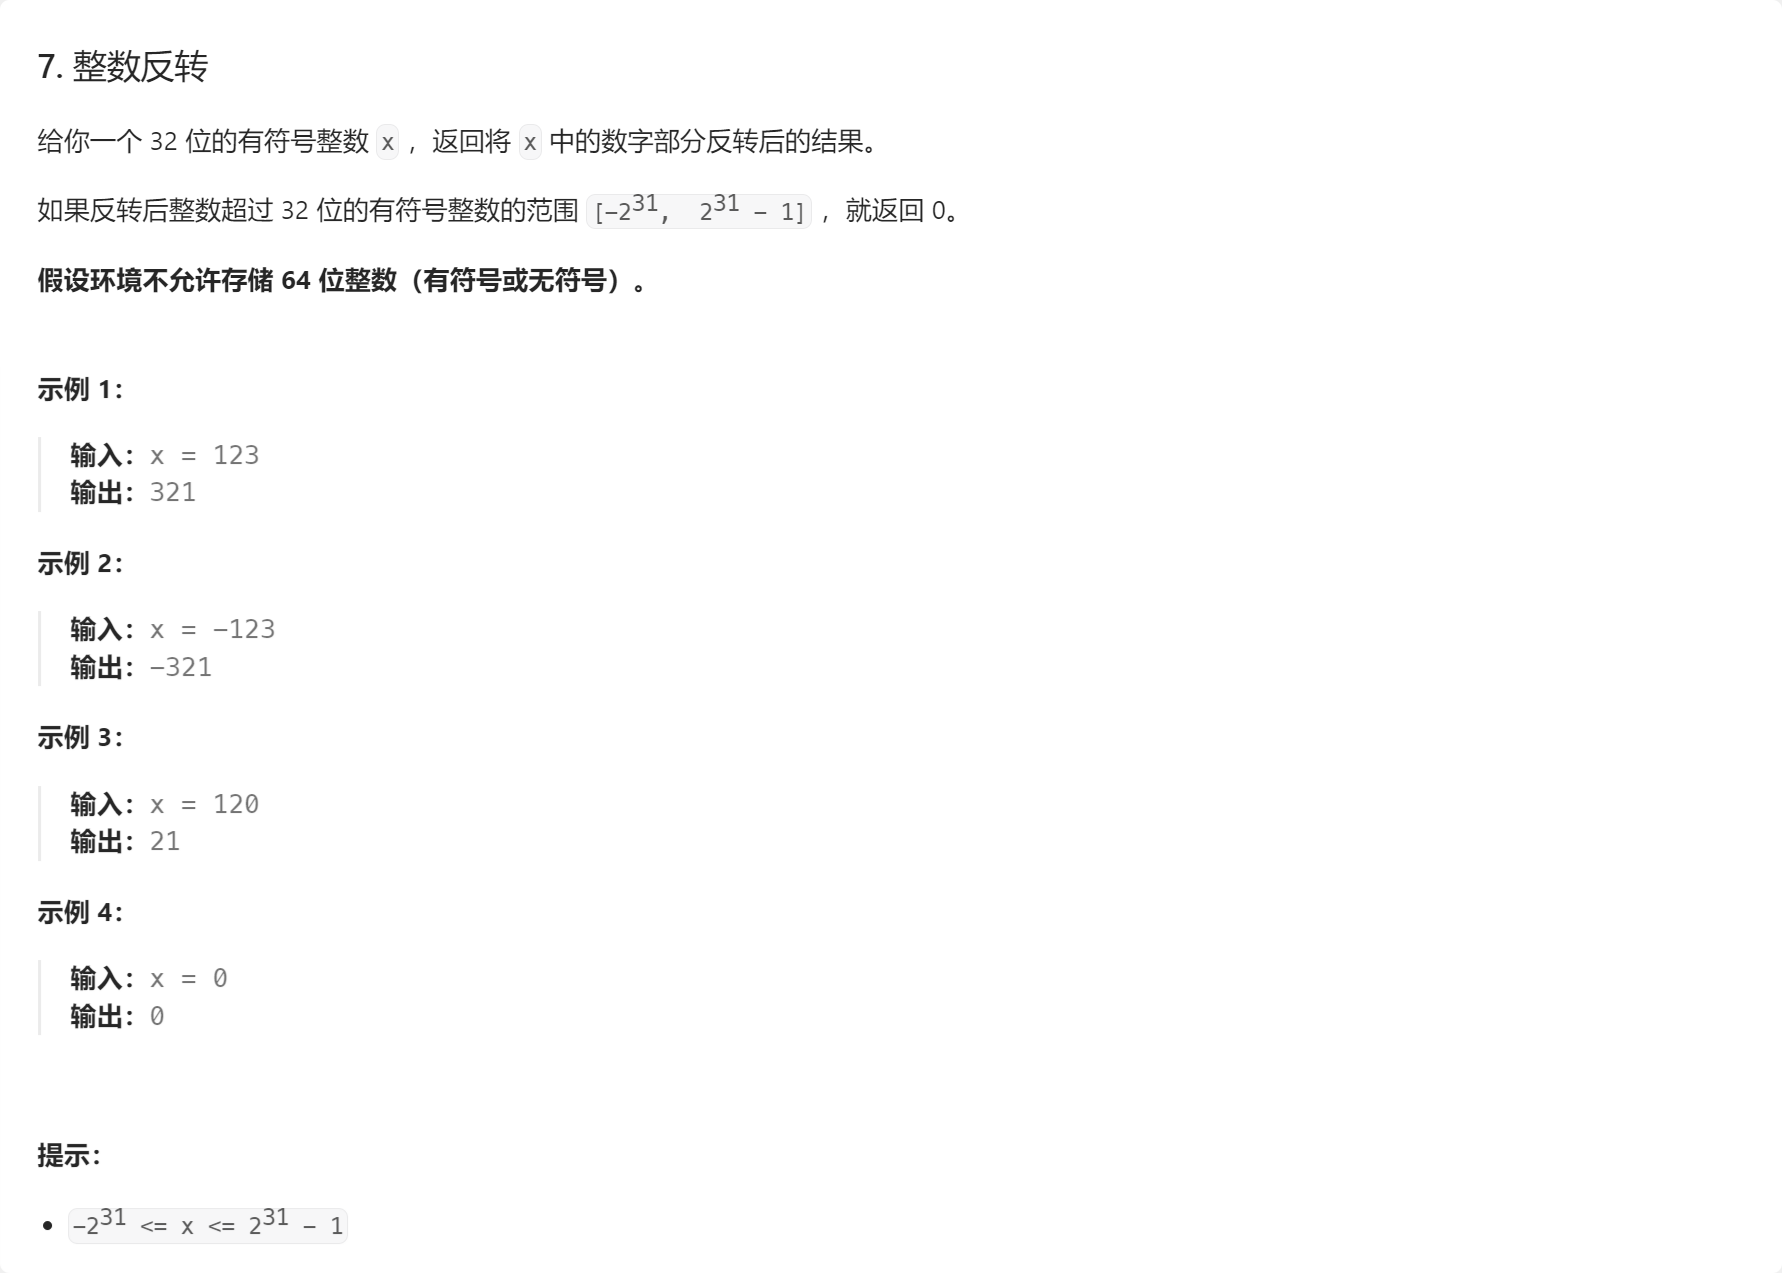 7. 整数反转
给你一个 32 位的有符号整数 x ，返回将 x 中的数字部分反转后的结果。
如果反转后整数超过 32 位的有符号整数的范围 [−2^31,  2^31 − 1] ，就返回 0。
假设环境不允许存储 64 位整数（有符号或无符号）。
示例 1：
输入：x = 123
输出：321
示例 2：
输入：x = -123
输出：-321
示例 3：
输入：x = 120
输出：21
示例 4：
输入：x = 0
输出：0
提示：
• -2^31 <= x <= 2^31 - 1